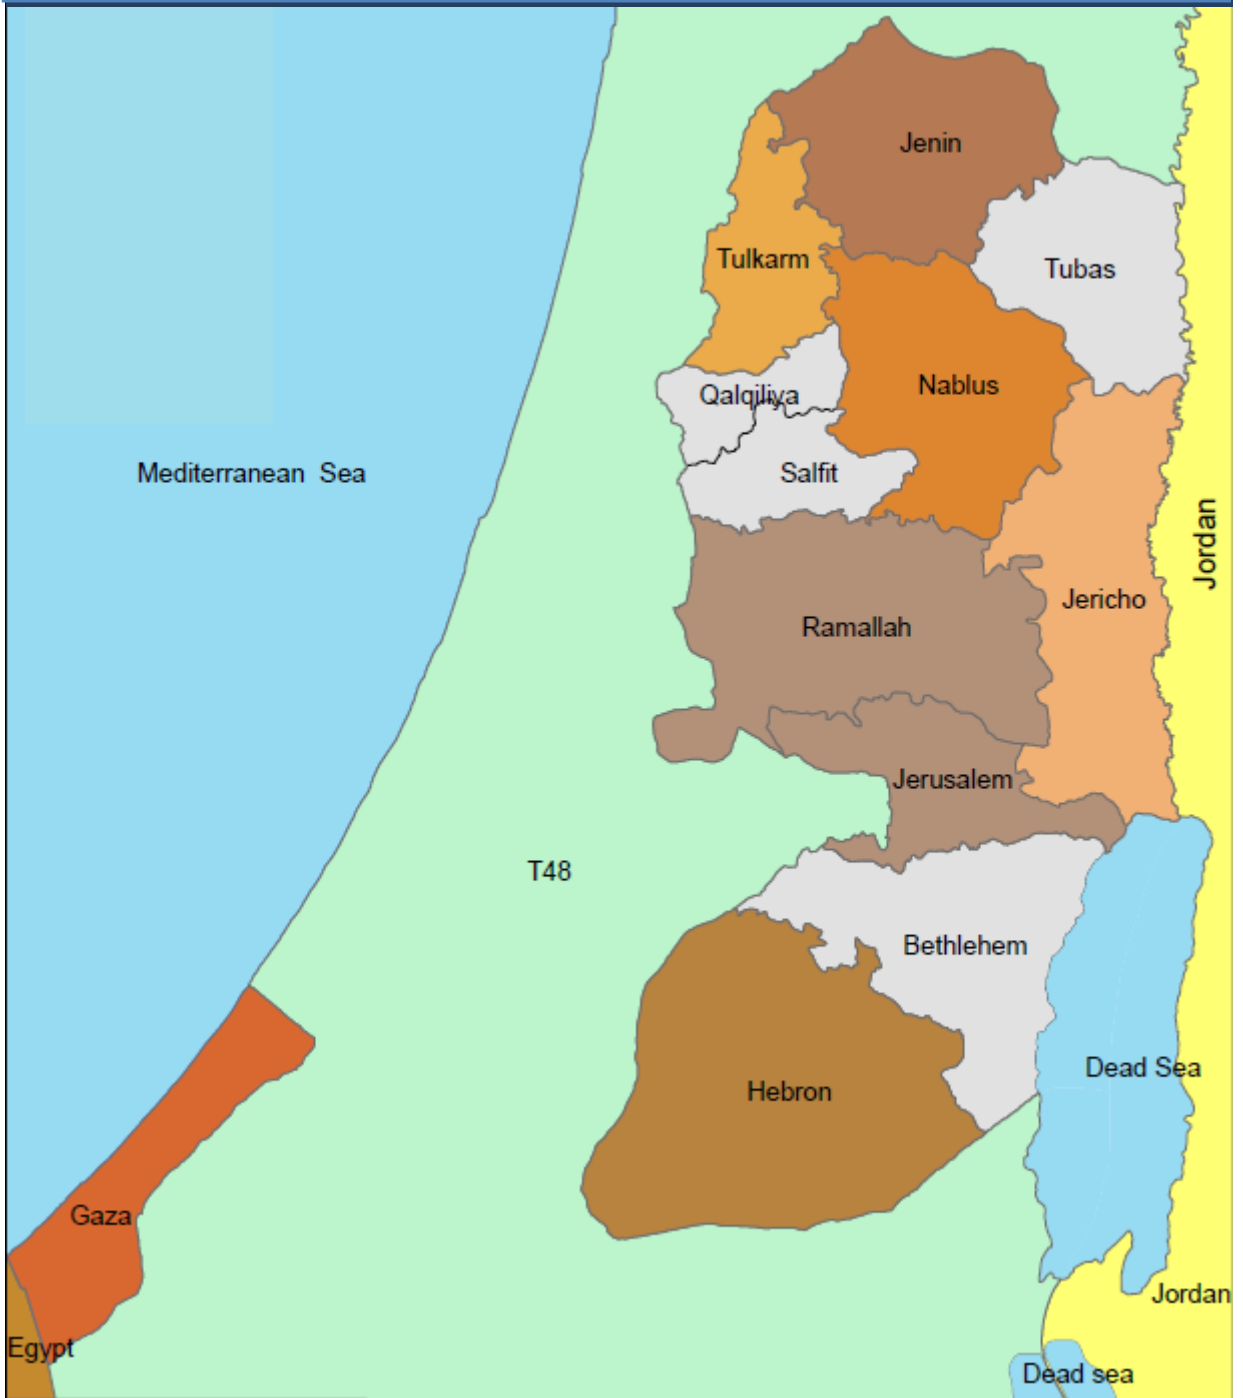 Jenin
Tulkarm
Tubas
Qalqiliya
Nablus
Mediterranean Sea
Salfit
Jordan
Jericho
Ramallah
Jerusalem
T48
Bethlehem
Dead Sea
Hebron
Gaza
Jordan
Egypt
Dead sea